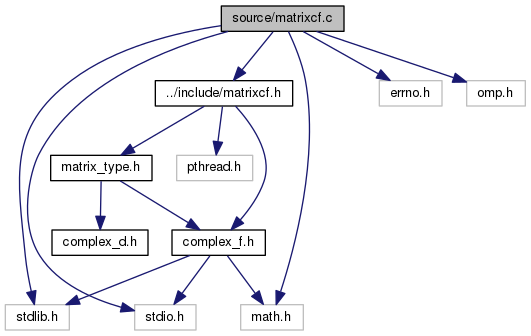 source/matrixcf.c
../include/matrixcf.h
errno.h
omp.h
matrix_type.h
pthread.h
complex_d.h
complex_f.h
stdlib.h
stdio.h
math.h